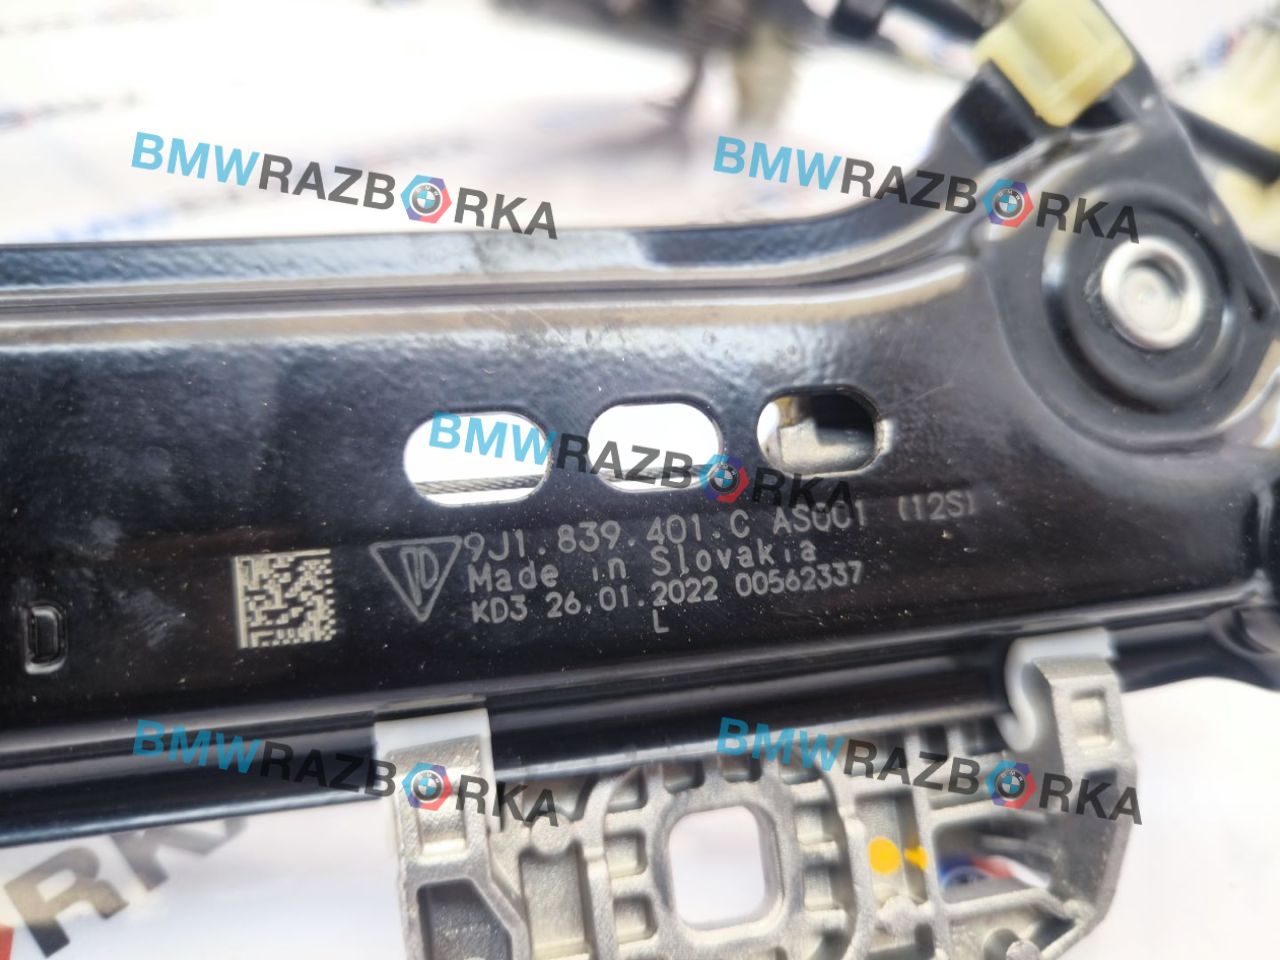 BMWRAZBORKA
BMWRAZBORKA
BMWRAZBORKA
9J1.839.401.C AS001 (12S)
Made in Slovakia
KD3 26.01.2022 00562337
L
D
BMWRAZBORKA
BMWRAZBORKA